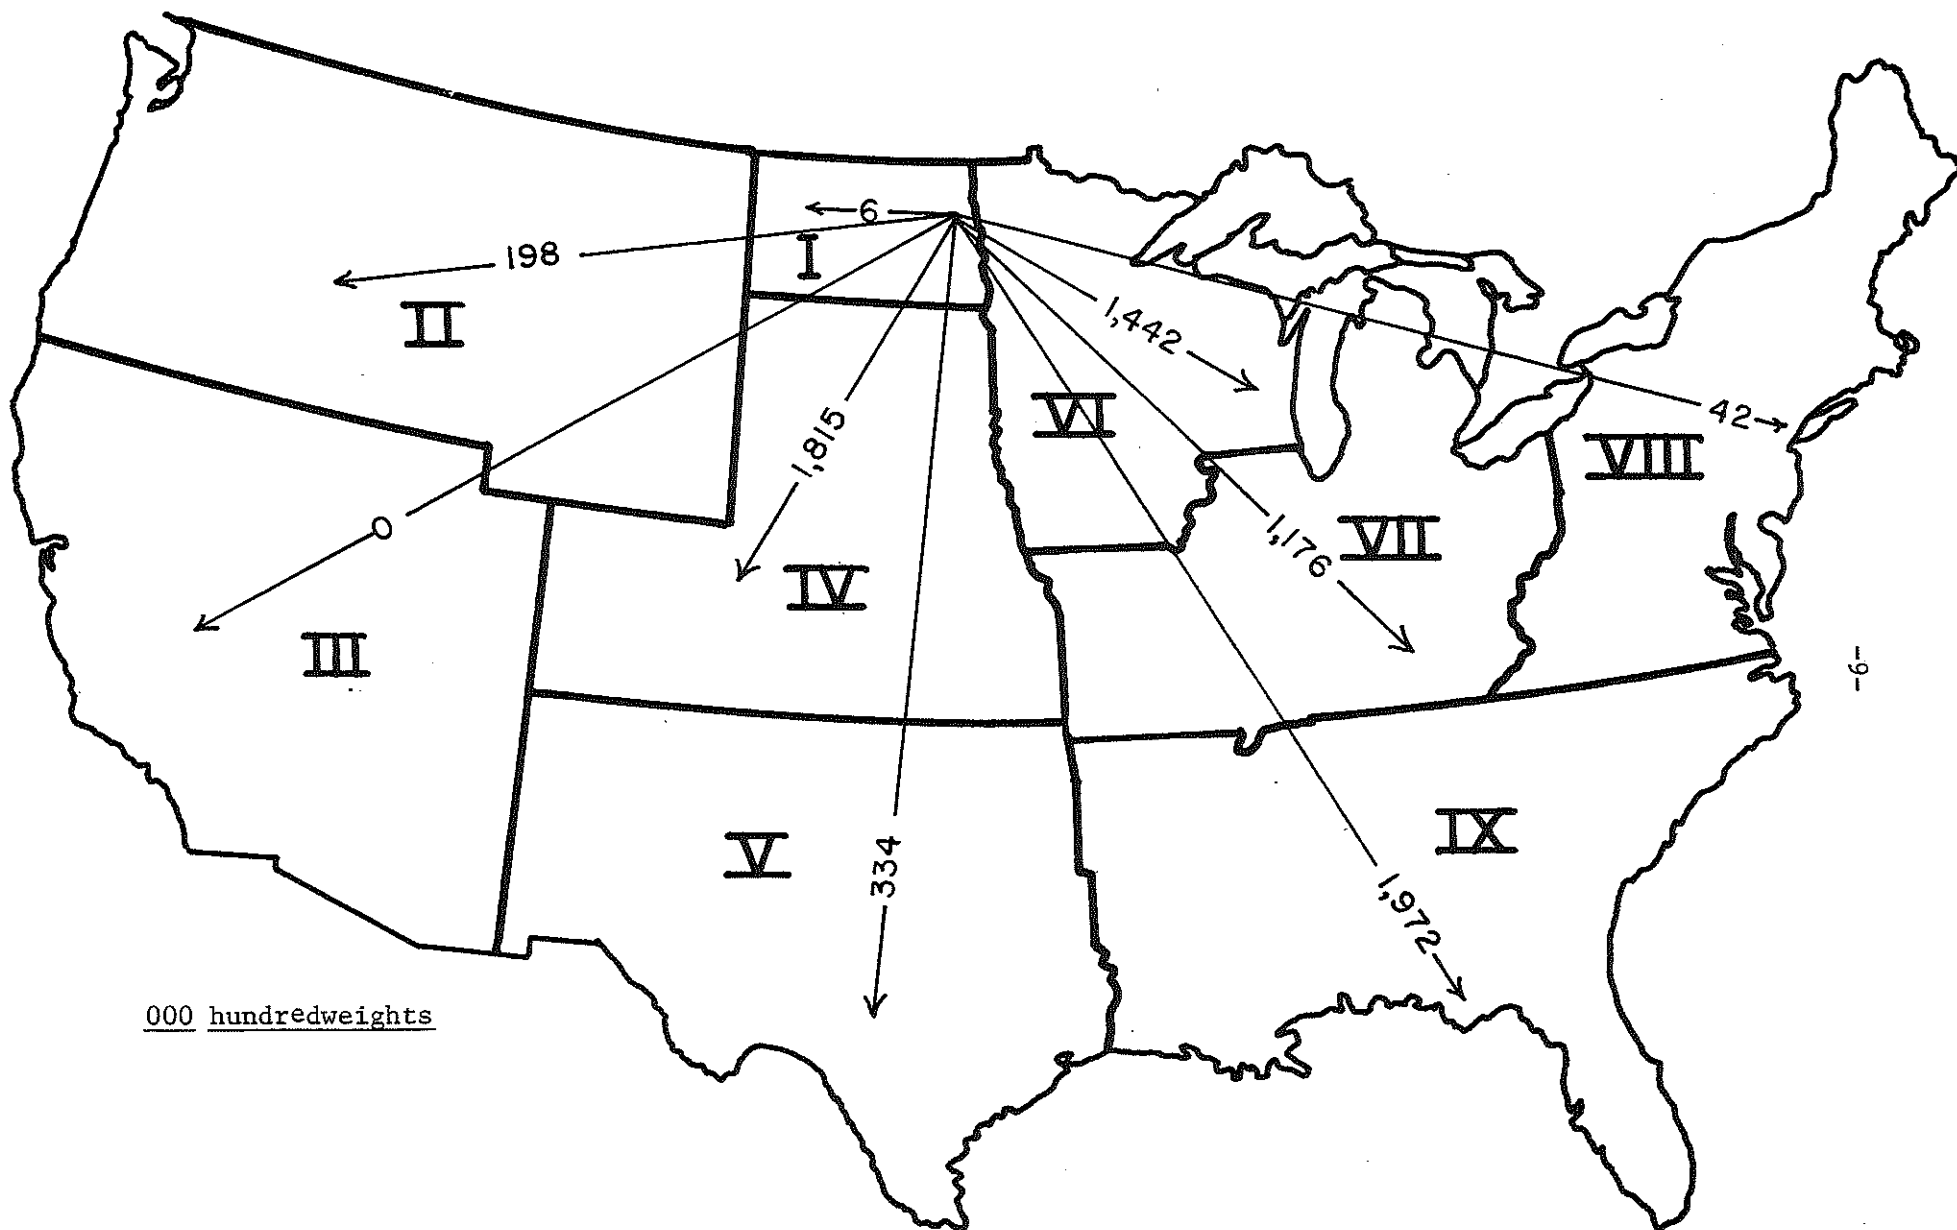 6
198
I
II
1,442
VI
42
1,815
VIII
0
1,176
VII
IV
III
-9-
334
V
IX
1,972
000 hundredweights